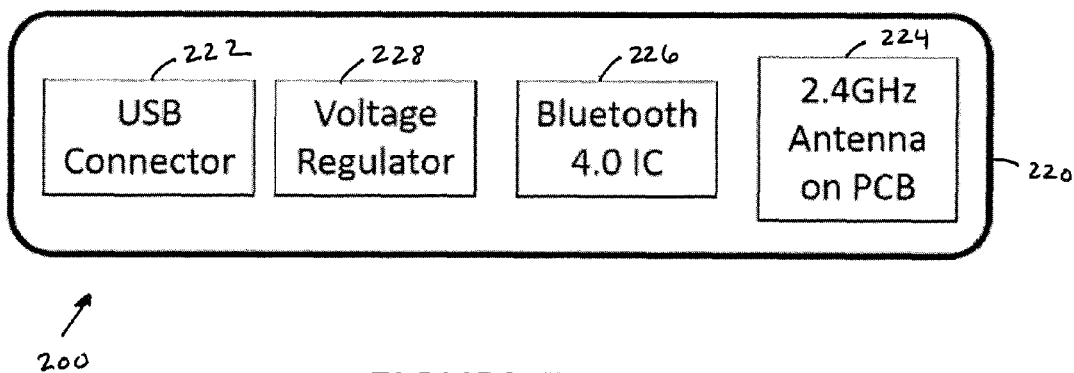 222
228
226
224
USB
Connector
Voltage
Regulator
Bluetooth
4.0 IC
2.4GHz
Antenna
on PCB
220
200